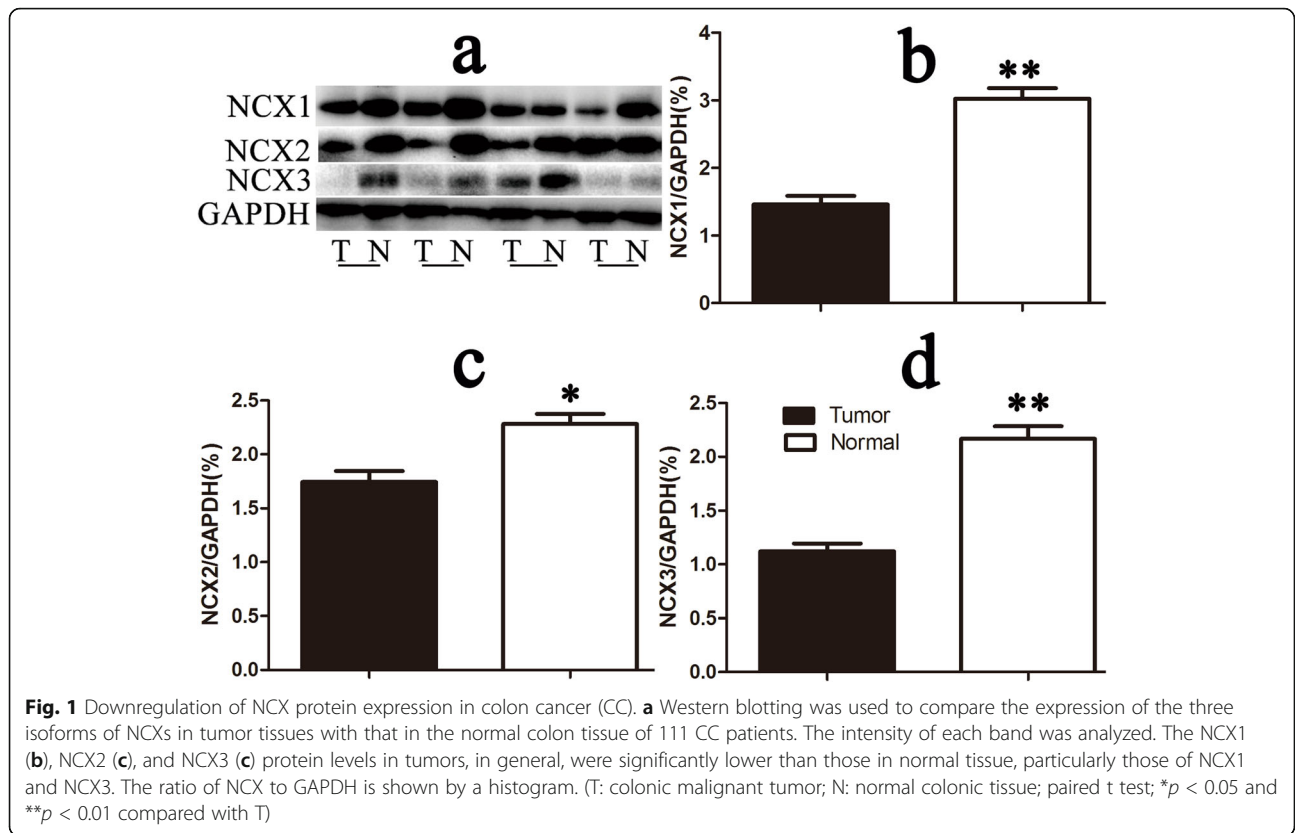 a
NCX1
NCX2
NCX3
GAPDH
T N T N T N T N
b
NCX1/GAPDH(%)
4
3
2
1
0
**
c
NCX2/GAPDH(%)
2.5
2.0
1.5
1.0
0.5
0.0
*
d
NCX3/GAPDH(%)
2.5
2.0
1.5
1.0
0.5
0.0
Tumor
Normal
**
Fig. 1 Downregulation of NCX protein expression in colon cancer (CC). a Western blotting was used to compare the expression of the three
isoforms of NCXs in tumor tissues with that in the normal colon tissue of 111 CC patients. The intensity of each band was analyzed. The NCX1
(b), NCX2 (c), and NCX3 (c) protein levels in tumors, in general, were significantly lower than those in normal tissue, particularly those of NCX1
and NCX3. The ratio of NCX to GAPDH is shown by a histogram. (T: colonic malignant tumor; N: normal colonic tissue; paired t test; *p < 0.05 and
**p < 0.01 compared with T)